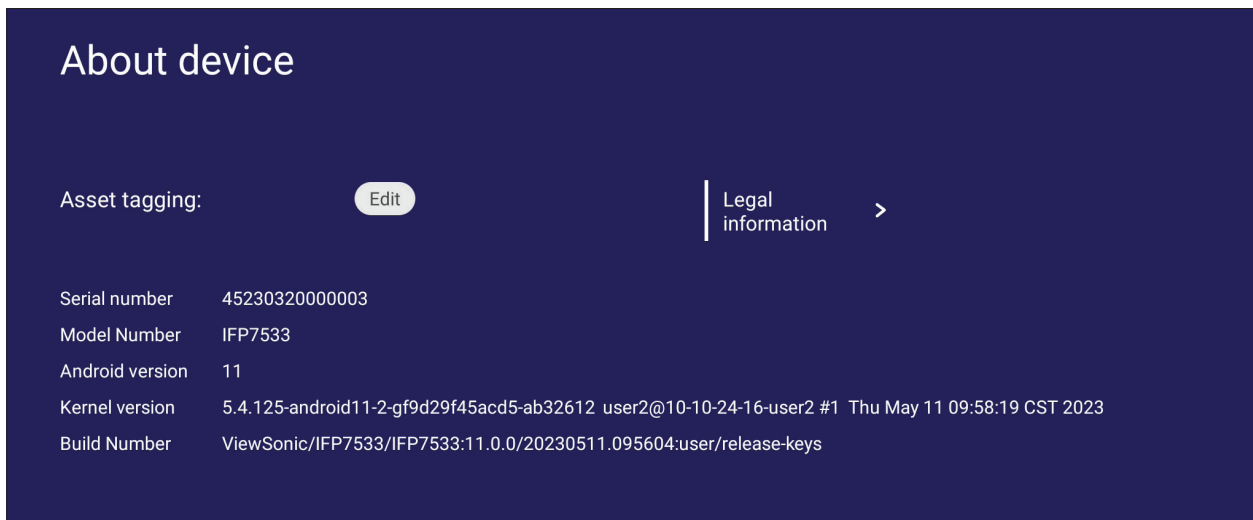 About device
Asset tagging:
Edit
Legal
information
Serial number 45230320000003
Model Number IFP7533
Android version 11
Kernel version 5.4.125-android11-2-gf9d29f45acd5-ab32612 user2@10-10-24-16-user2 #1 Thu May 11 09:58:19 CST 2023
Build Number ViewSonic/IFP7533/IFP7533:11.0.0/20230511.095604:user/release-keys